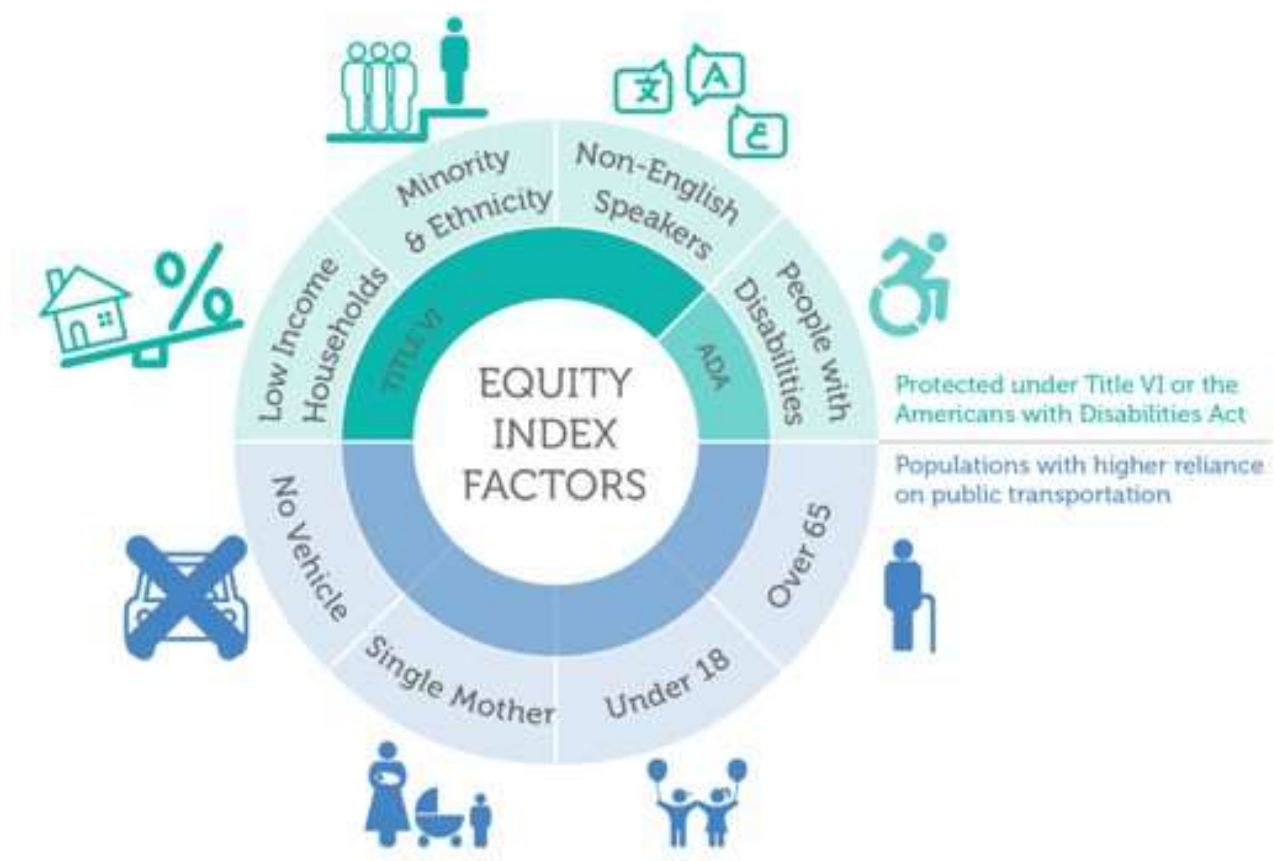 文
A
ع
Minority
& Ethnicity
Non-English
Speakers
People with
Disabilities
Low Income
Households
%
TITLE VI
ADA
EQUITY
INDEX
FACTORS
Protected under Title VI or the
Americans with Disabilities Act
Populations with higher reliance
on public transportation
No Vehicle
Over 65
Single Mother
Under 18